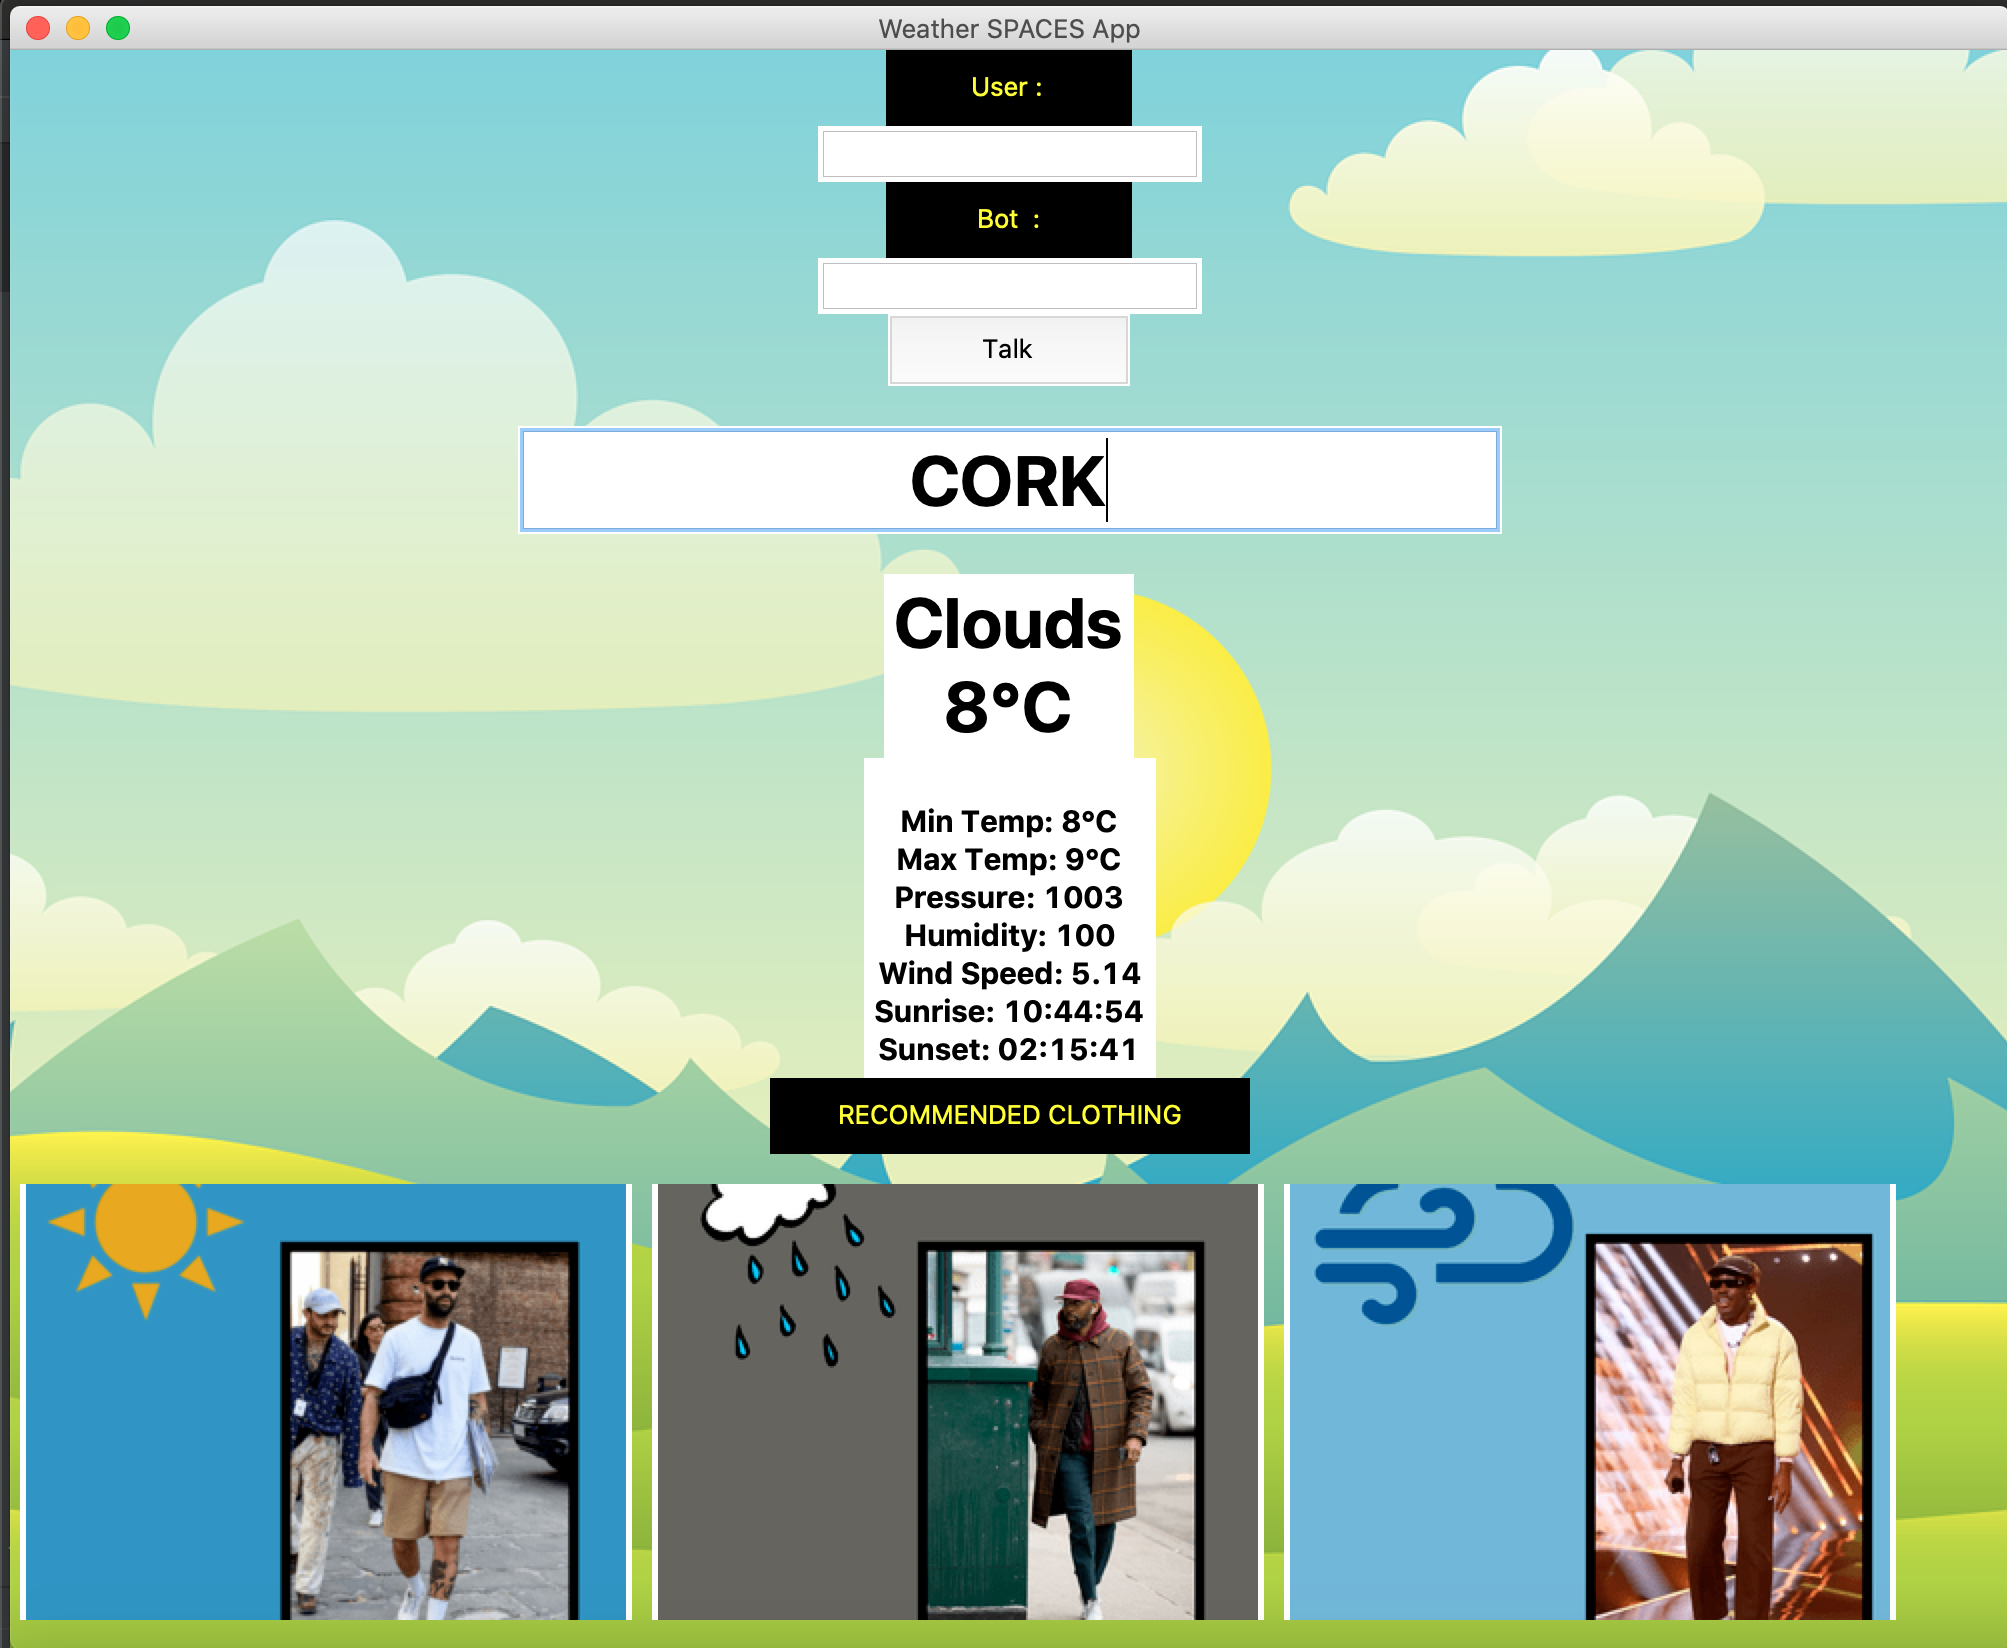 Weather SPACES App
User :
Bot :
Talk
CORK
Clouds
8°C
Min Temp: 8°C
Max Temp: 9°C
Pressure: 1003
Humidity: 100
Wind Speed: 5.14
Sunrise: 10:44:54
Sunset: 02:15:41
RECOMMENDED CLOTHING